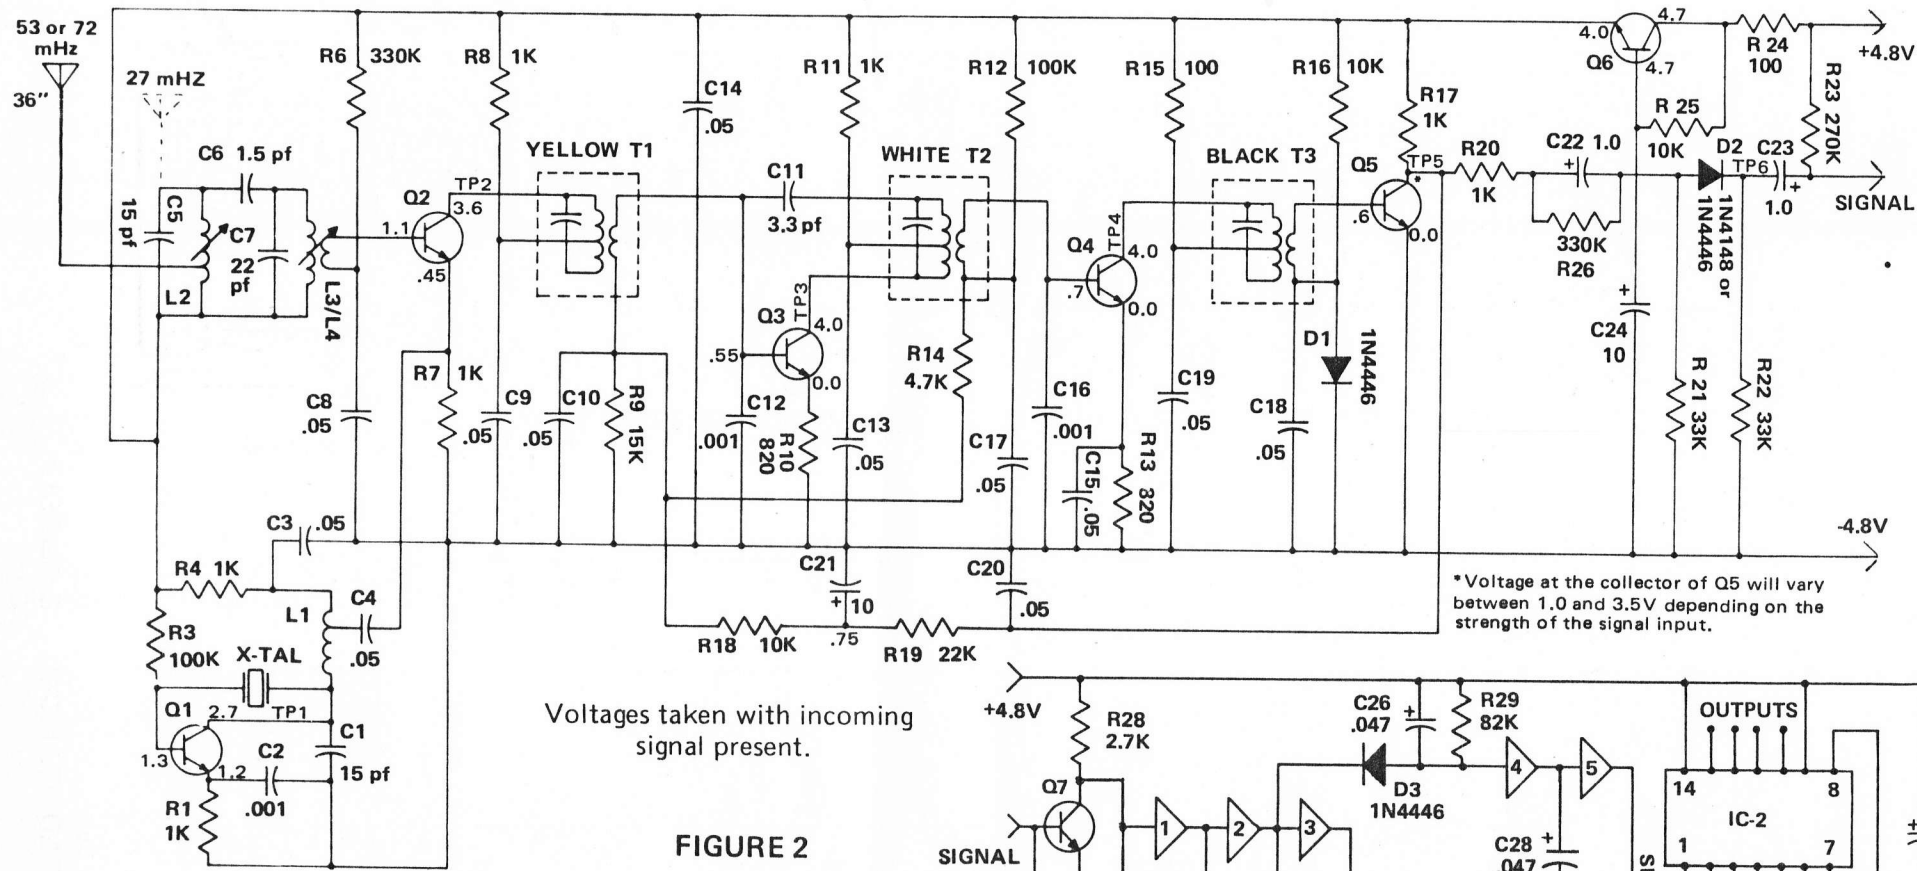 53 or 72
mHz
36"
27 mHZ
C6 1.5 pf
C5
15 pf
C7
22
pf
L2
L3/L4
R6 330K
R8 1K
Q2
TP2
3.6
1.1
.45
R7 1K
C8
.05
C9
.05
YELLOW T1
C10
.05
R9 15K
C14
.05
C11
3.3 pf
Q3
TP3
4.0
.55
0.0
C12
.001
R10
820
R11 1K
C13
.05
WHITE T2
R12 100K
R14
4.7K
C17
.05
C16
.001
Q4
TP4
4.0
.7
0.0
C15
.05
R13 820
R15 100
C19
.05
BLACK T3
R16 10K
C18
.05
D1
1N4446
R17
1K
Q5
TP5
*
.6
0.0
R20
1K
C22 1.0
+
330K
R26
4.0
4.7
Q6
4.7
R 24
100
+4.8V
R 25
10K
R23 270K
D2
1N4446
1N4148 or
TP6
C23
+
1.0
SIGNAL
+
C24
10
R 21 33K
R22 33K
-4.8V
C3 .05
R4 1K
L1
C4
.05
R3
100K
X-TAL
Q1
2.7
TP1
1.3
1.2
C2
.001
C1
15 pf
R1
1K
C21
+ 10
.75
R18 10K
R19 22K
C20
.05
*Voltage at the collector of Q5 will vary
between 1.0 and 3.5V depending on the
strength of the signal input.
Voltages taken with incoming
signal present.
FIGURE 2
+4.8V
R28
2.7K
Q7
SIGNAL
1
2
3
C26
.047
+
R29
82K
D3
1N4446
4
5
C28
.047
+
OUTPUTS
14
8
IC-2
1
7
+